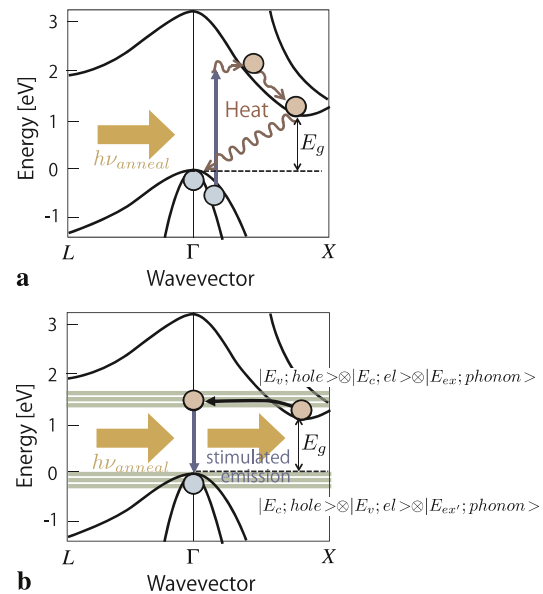 3
2
1
0
-1
Energy [eV]
Heat
hν_anneal
E_g
L
Γ
X
Wavevector
a
3
2
1
0
-1
Energy [eV]
|E_v; hole>⊗|E_c; el>⊗|E_ex; phonon>
E_g
hν_anneal
stimulated
emission
|E_c; hole>⊗|E_v; el>⊗|E_ex'; phonon>
L
Γ
X
Wavevector
b